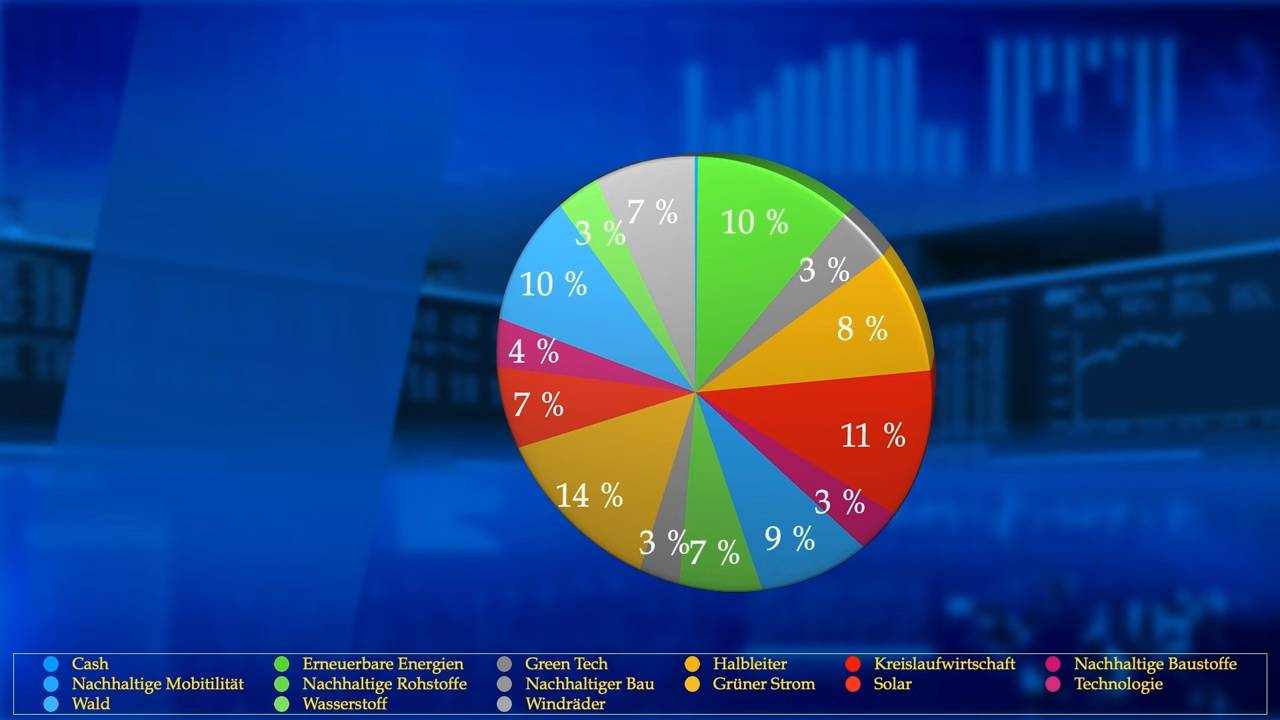 7 %
10 %
3 %
3 %
10 %
8 %
4 %
7 %
11 %
14 %
3 %
3 %
7 %
9 %
Cash
Erneuerbare Energien
Green Tech
Halbleiter
Kreislaufwirtschaft
Nachhaltige Baustoffe
Nachhaltige Mobitilität
Nachhaltige Rohstoffe
Nachhaltiger Bau
Grüner Strom
Solar
Technologie
Wald
Wasserstoff
Windräder